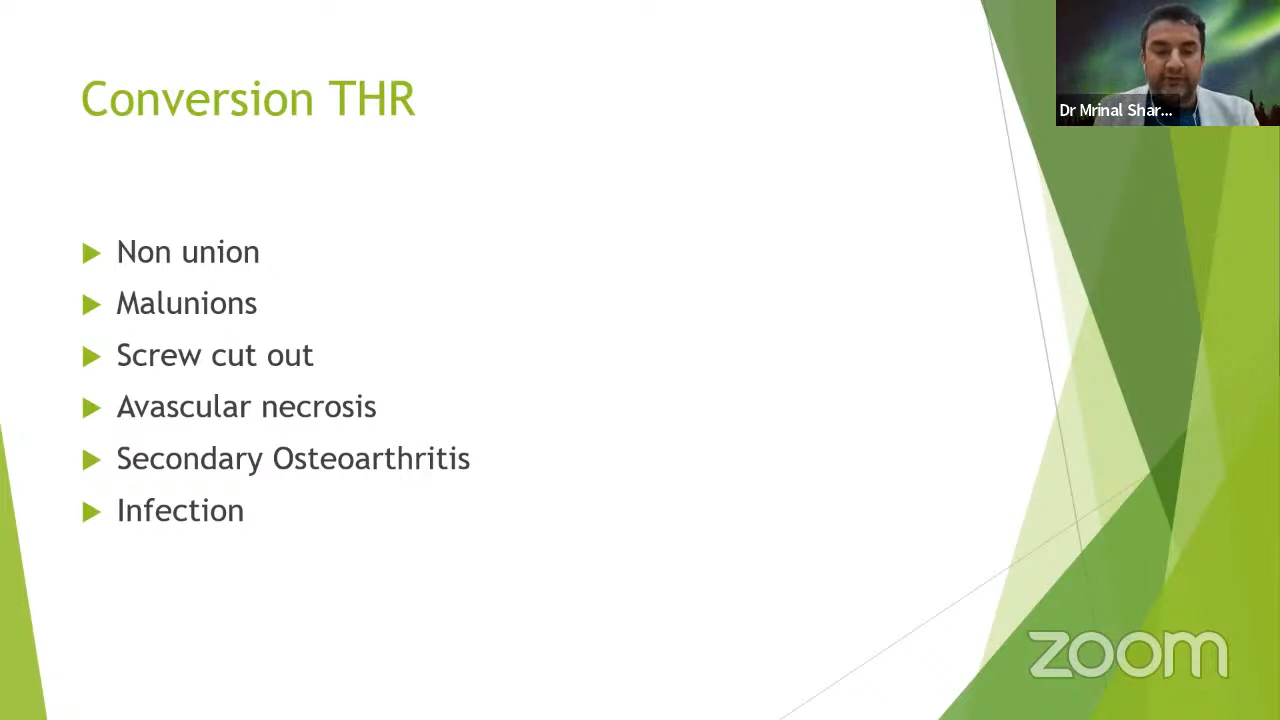 Conversion THR
Dr Mrinal Shar...
Non union
Malunions
Screw cut out
Avascular necrosis
Secondary Osteoarthritis
Infection
zoom